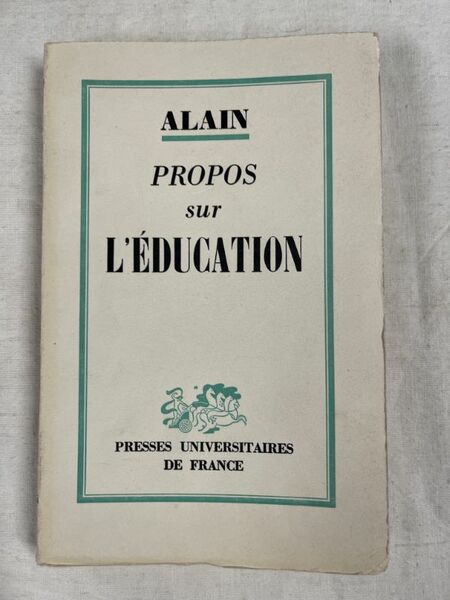 ALAIN
PROPOS
sur
L'ÉDUCATION
PRESSES UNIVERSITAIRES
DE FRANCE